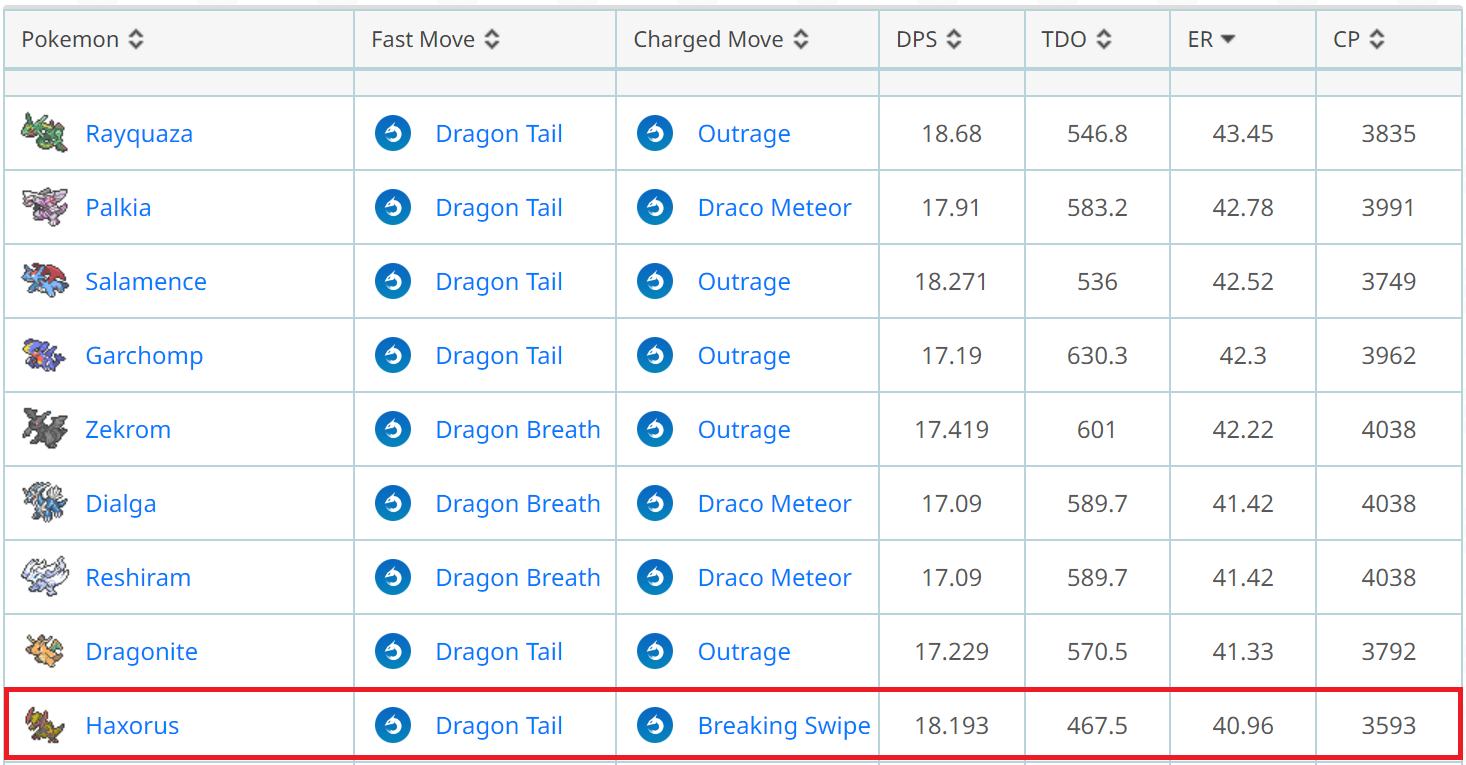 Pokemon Fast Move Charged Move DPS TDO ER CP
Rayquaza Dragon Tail Outrage 18.68 546.8 43.45 3835
Palkia Dragon Tail Draco Meteor 17.91 583.2 42.78 3991
Salamence Dragon Tail Outrage 18.271 536 42.52 3749
Garchomp Dragon Tail Outrage 17.19 630.3 42.3 3962
Zekrom Dragon Breath Outrage 17.419 601 42.22 4038
Dialga Dragon Breath Draco Meteor 17.09 589.7 41.42 4038
Reshiram Dragon Breath Draco Meteor 17.09 589.7 41.42 4038
Dragonite Dragon Tail Outrage 17.229 570.5 41.33 3792
Haxorus Dragon Tail Breaking Swipe 18.193 467.5 40.96 3593